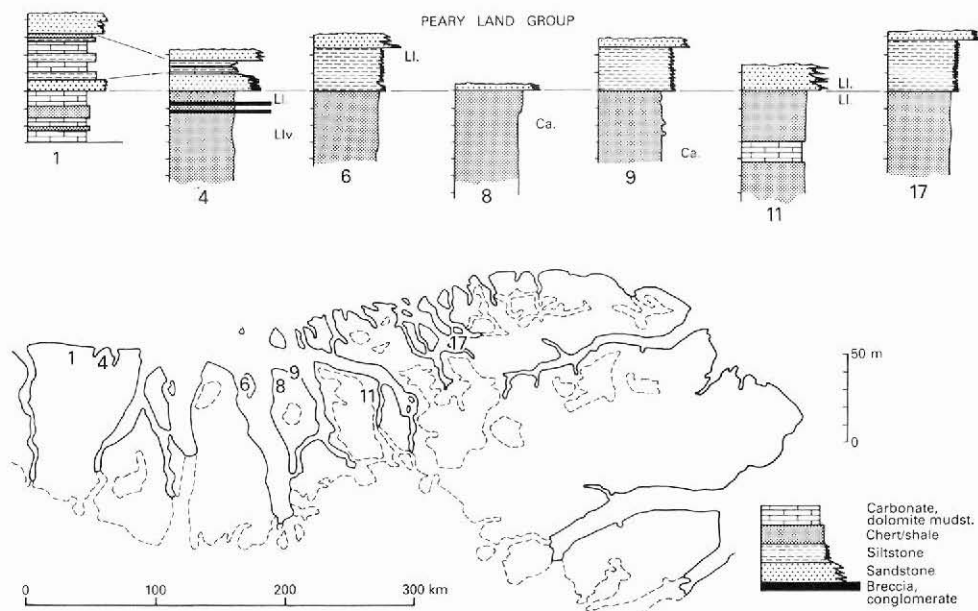 PEARY LAND GROUP
Ll.
Ll.
Llv
Ca.
Ca.
Ll.
Ll.
1
4
6
8
9
11
17
1
4
6
8
9
11
17
50 m
0
Carbonate,
dolomite mudst.
Chert/shale
Siltstone
Sandstone
Breccia,
conglomerate
0 100 200 300 km